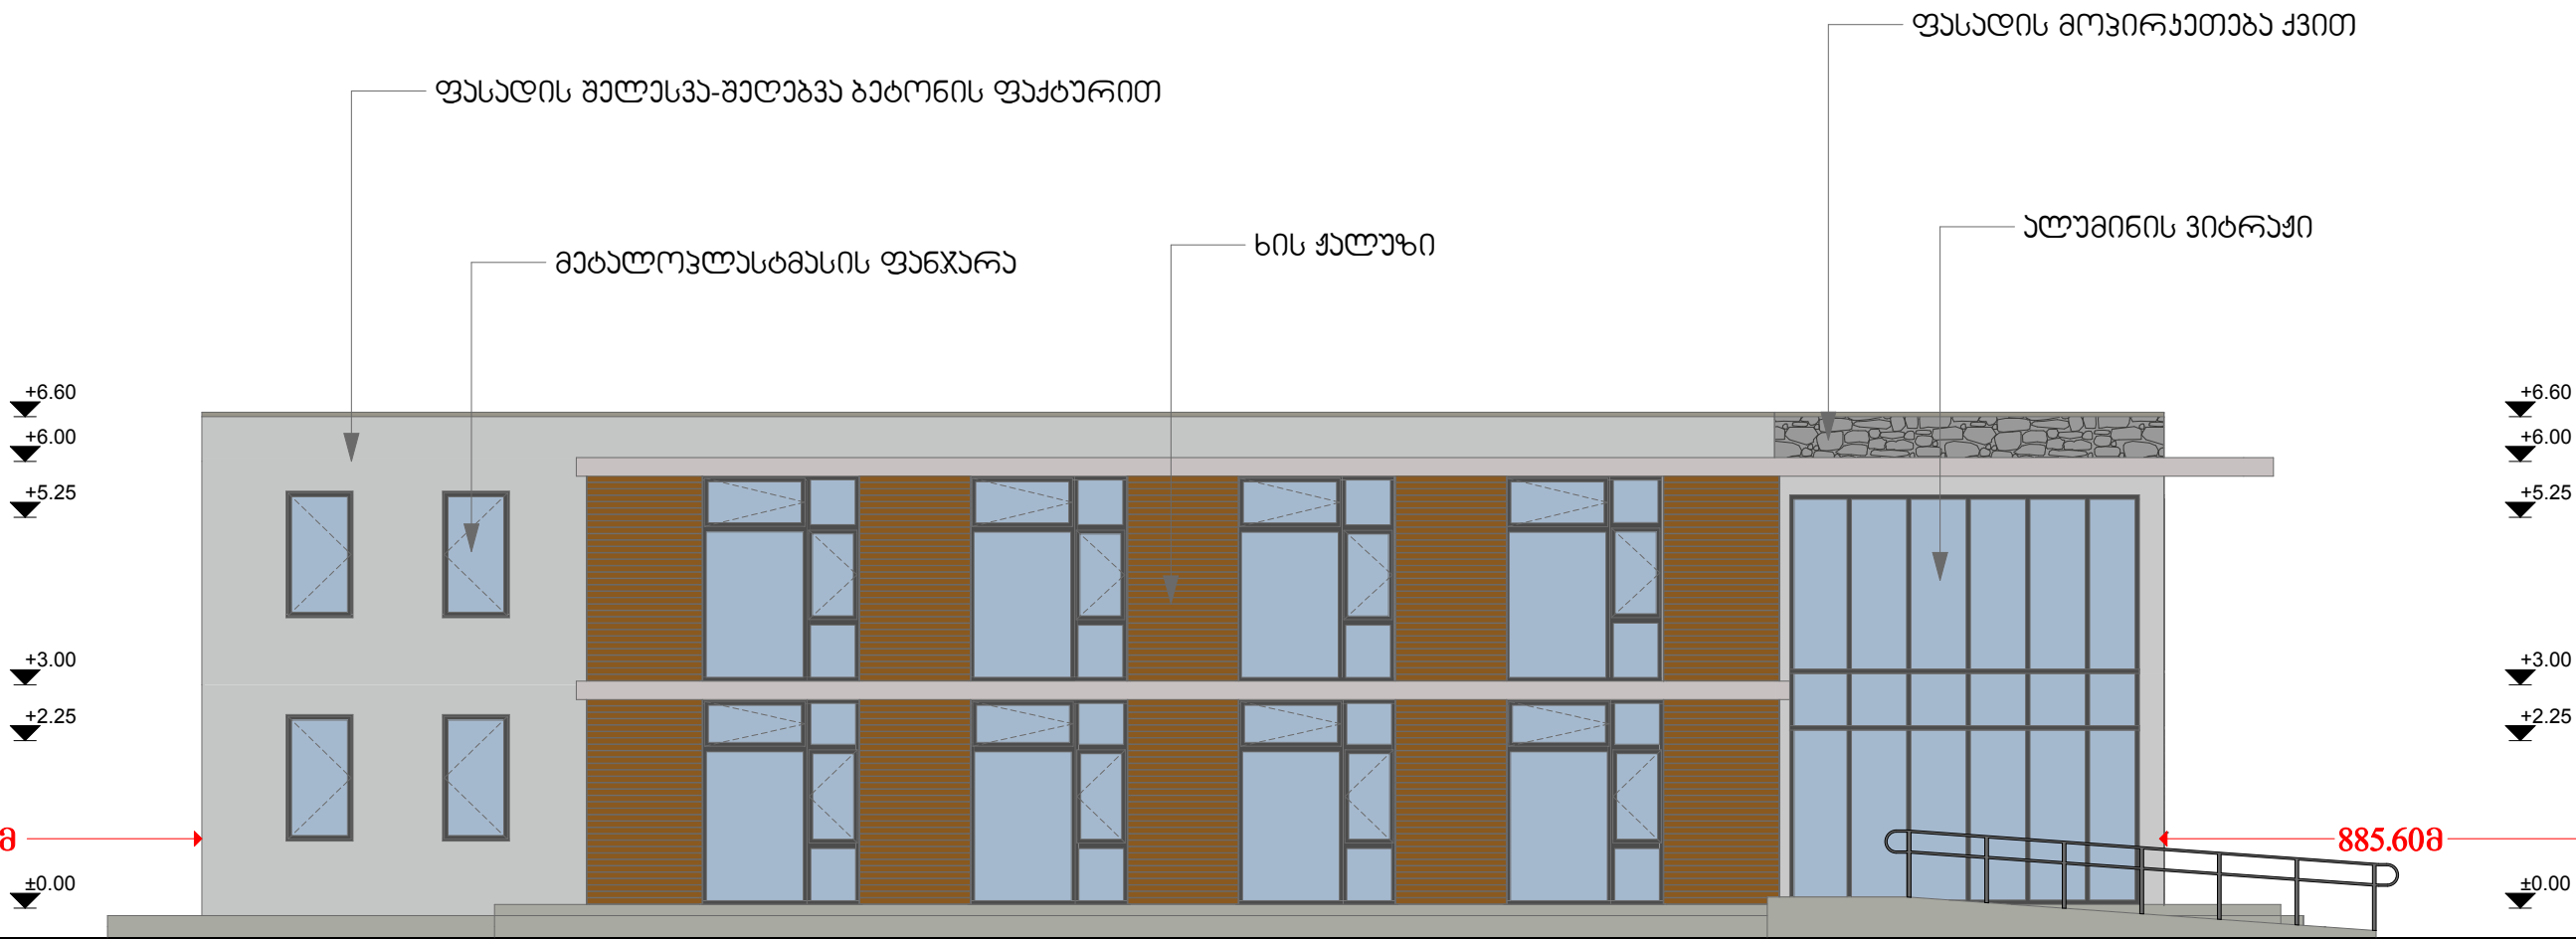 ფასადის მოპირკეთება ქვით
ფასადის შელესვა-შეღებვა ბეტონის ფაქტურით
ალუმინის ვიტრაჟი
ხის ჟალუზი
მეტალოპლასტმასის ფანჯარა
+6.60
+6.60
+6.00
+6.00
+5.25
+5.25
+3.00
+3.00
+2.25
+2.25
მ
885.60მ
±0.00
±0.00